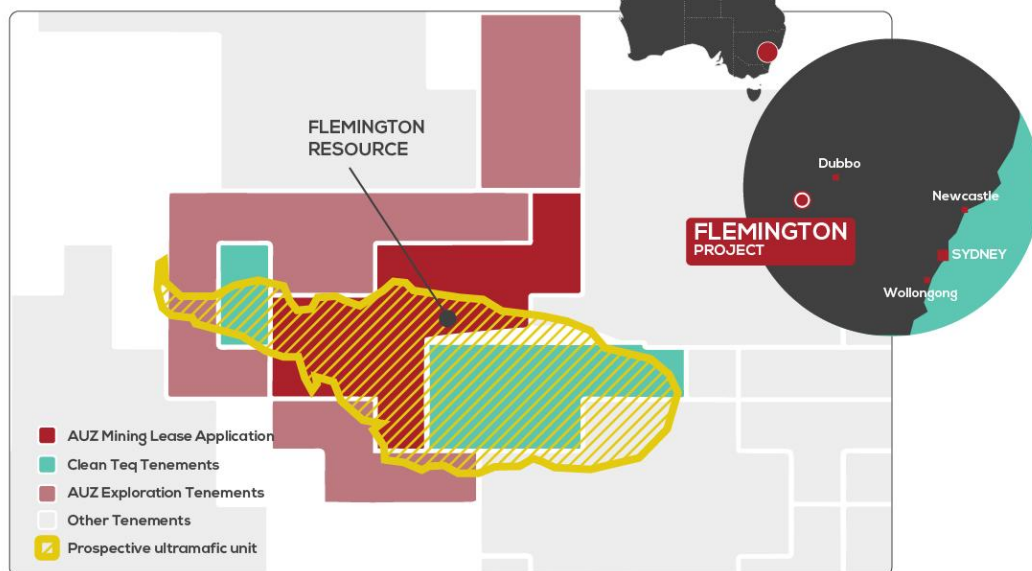 FLEMINGTON
RESOURCE
Dubbo
Newcastle
FLEMINGTON
PROJECT
SYDNEY
Wollongong
AUZ Mining Lease Application
Clean Teq Tenements
AUZ Exploration Tenements
Other Tenements
Prospective ultramafic unit